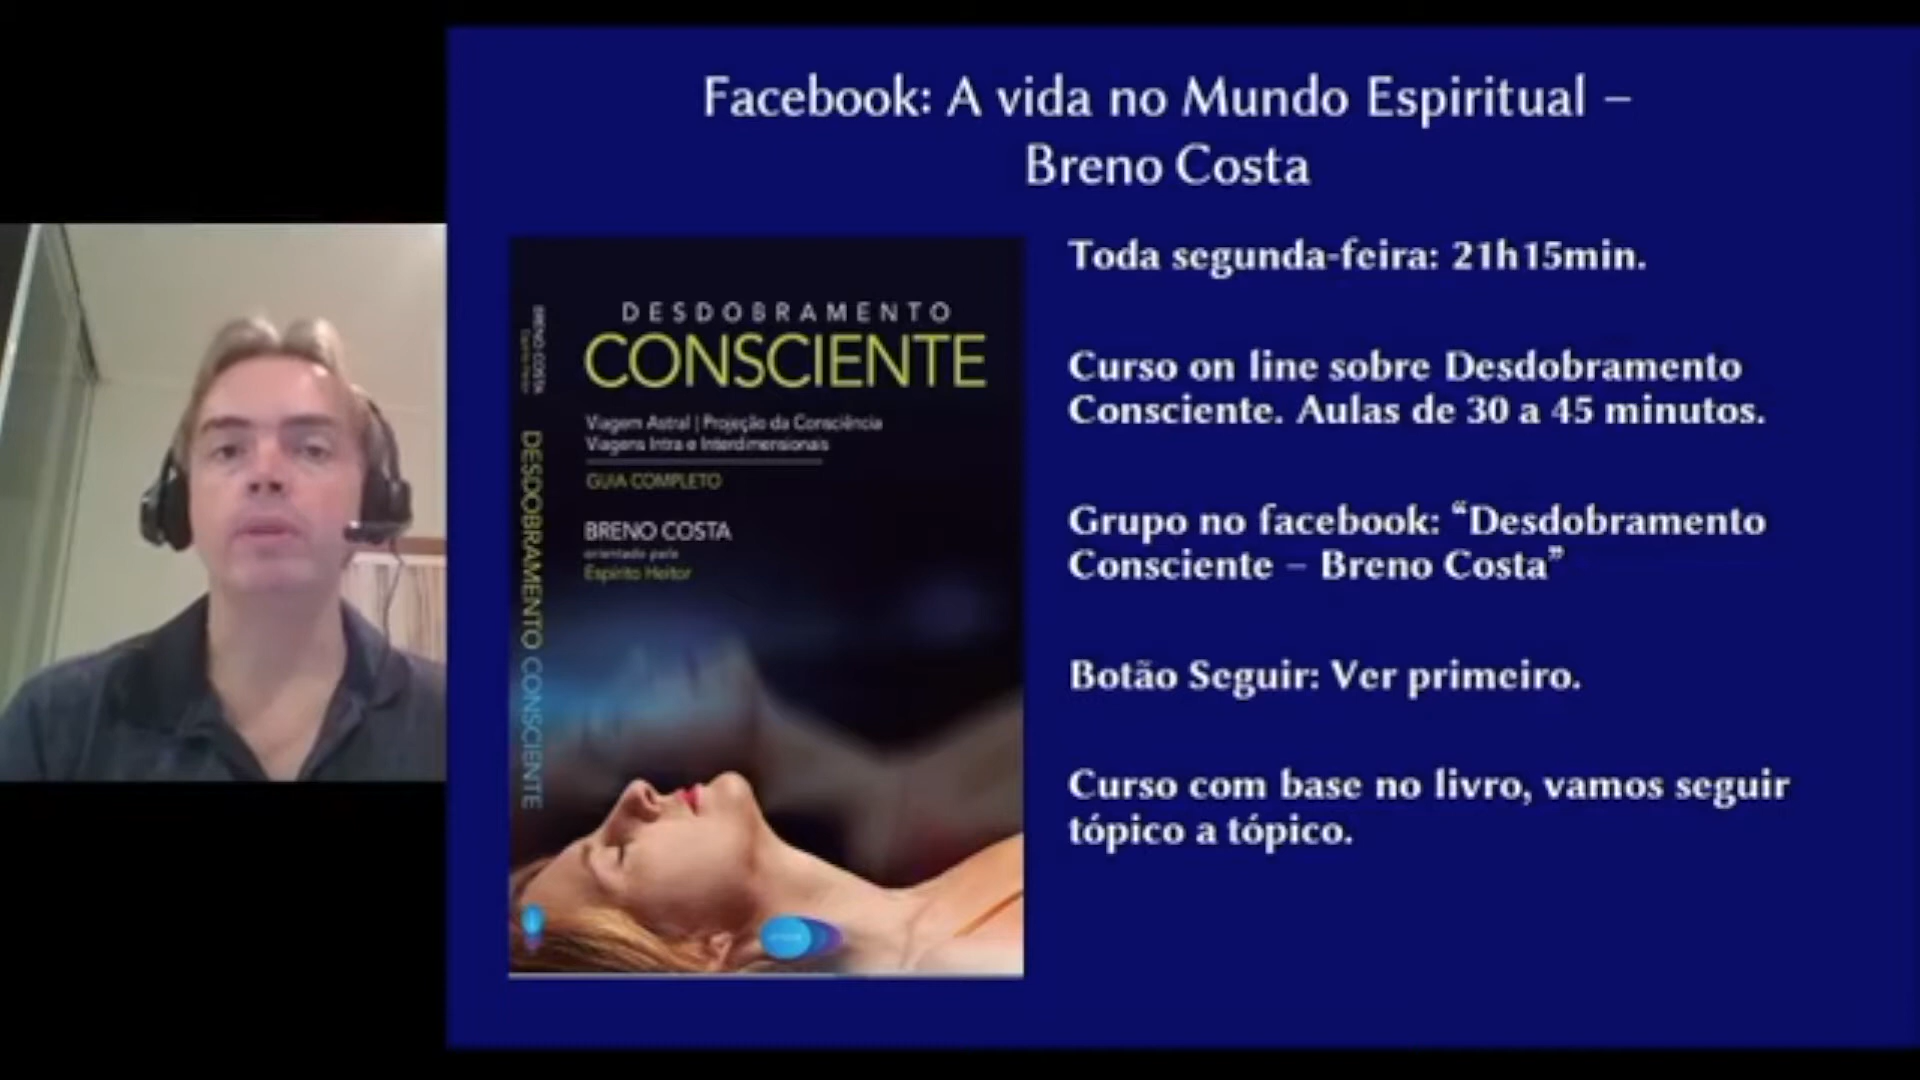 Facebook: A vida no Mundo Espiritual –
Breno Costa
DESDOBRAMENTO
CONSCIENTE
Viagem Astral | Projeção da Consciência
Viagens Intra e Interdimensionais
GUIA COMPLETO
BRENO COSTA
orientado pelo
Espírito Heitor
BRENO COSTA
DESDOBRAMENTO CONSCIENTE
Toda segunda-feira: 21h15min.
Curso on line sobre Desdobramento
Consciente. Aulas de 30 a 45 minutos.
Grupo no facebook: “Desdobramento
Consciente – Breno Costa”
Botão Seguir: Ver primeiro.
Curso com base no livro, vamos seguir
tópico a tópico.